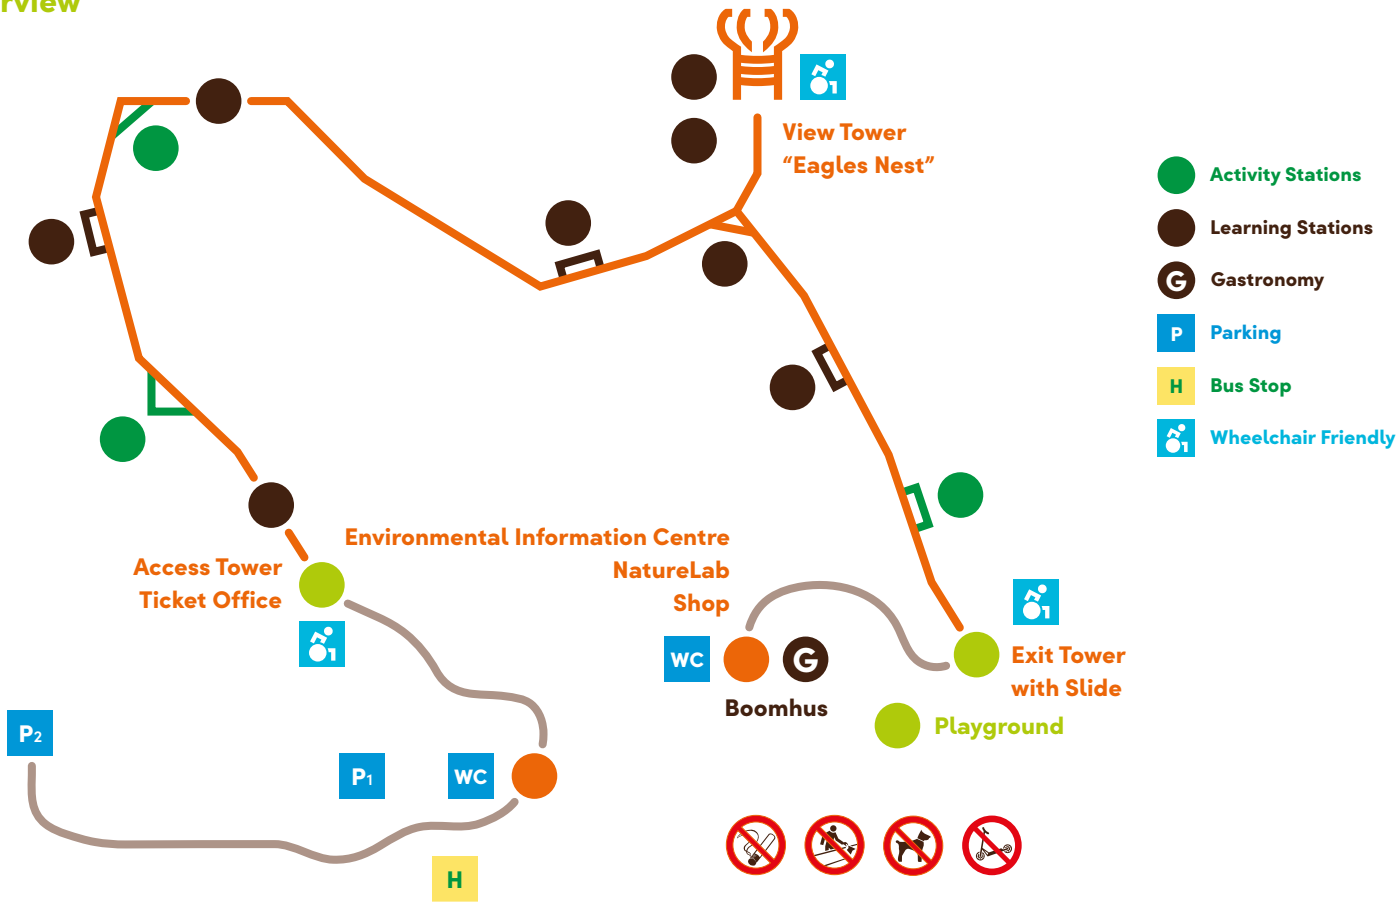 rview
View Tower
“Eagles Nest”
Activity Stations
Learning Stations
G Gastronomy
P Parking
H Bus Stop
Wheelchair Friendly
Access Tower
Ticket Office
Environmental Information Centre
NatureLab
Shop
WC
G
Boomhus
Exit Tower
with Slide
Playground
P2
P1
WC
H